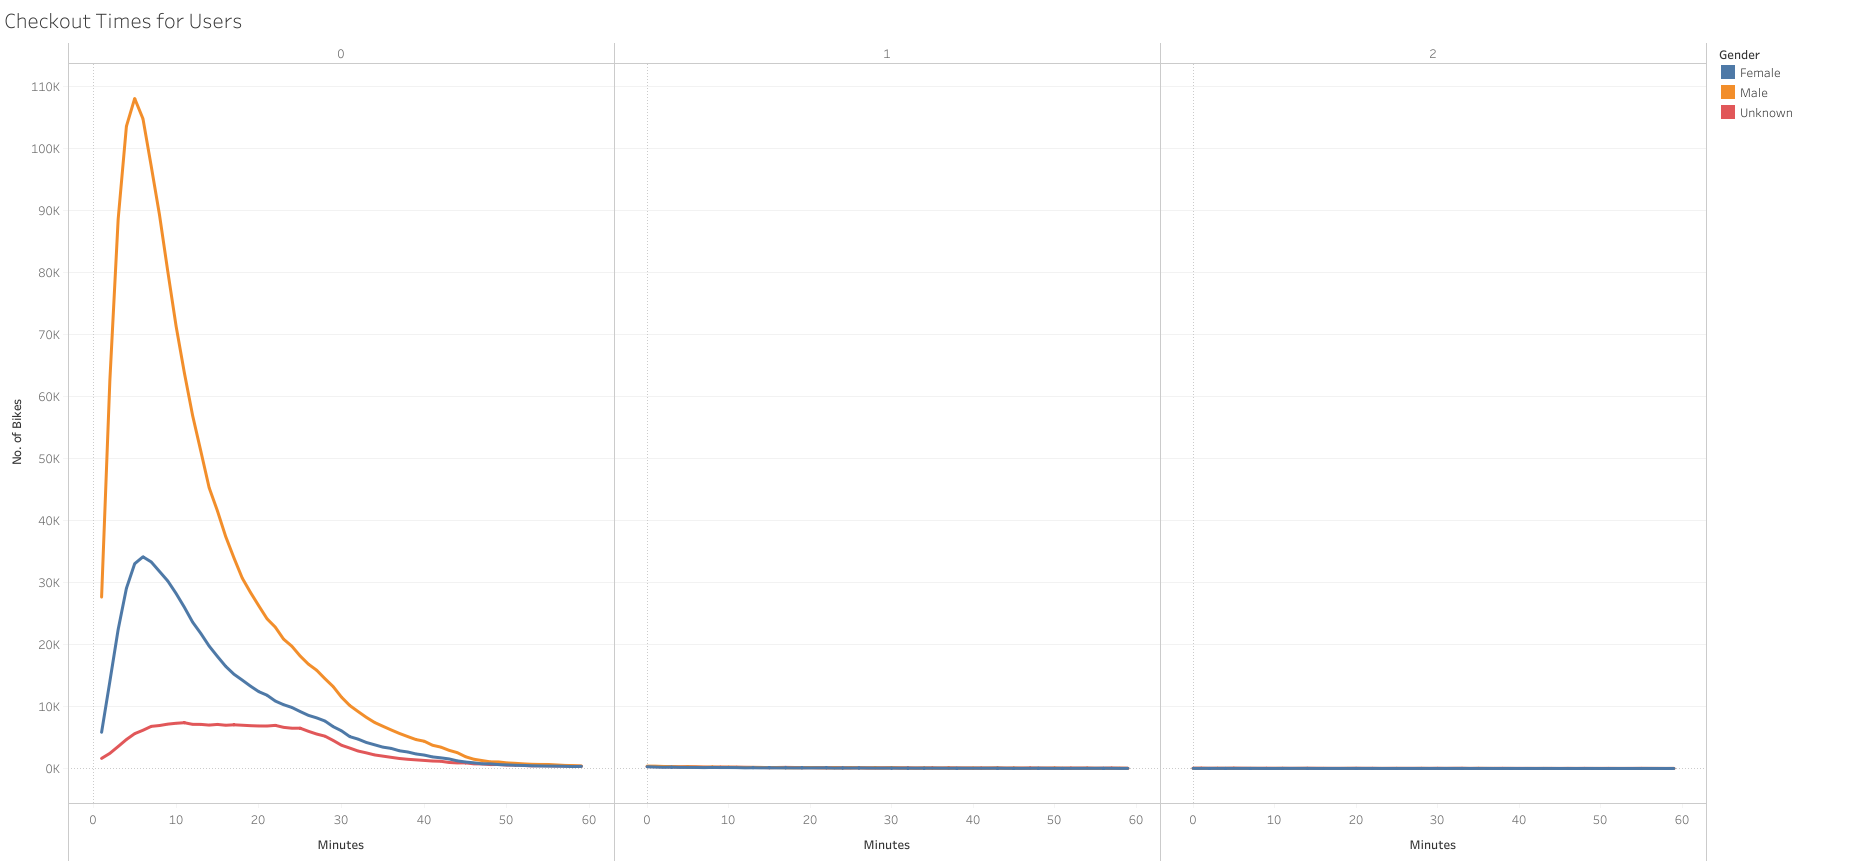 Checkout Times for Users
0
1
2
Gender
Female
Male
Unknown
110K
100K
90K
80K
70K
60K
50K
40K
30K
20K
10K
0K
No. of Bikes
0 10 20 30 40 50 60
0 10 20 30 40 50 60
0 10 20 30 40 50 60
Minutes
Minutes
Minutes